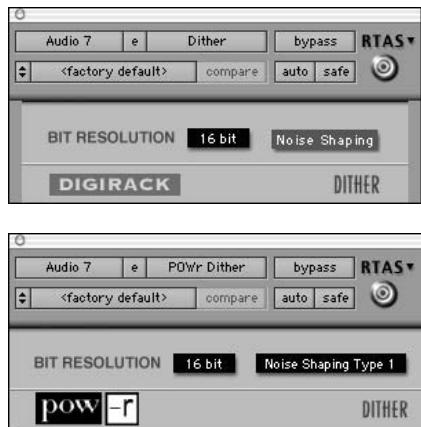 Audio 7 e Dither bypass RTAS
<factory default> compare auto safe
BIT RESOLUTION 16 bit Noise Shaping
DIGIRACK DITHER
Audio 7 e POWr Dither bypass RTAS
<factory default> compare auto safe
BIT RESOLUTION 16 bit Noise Shaping Type 1
pow-r DITHER